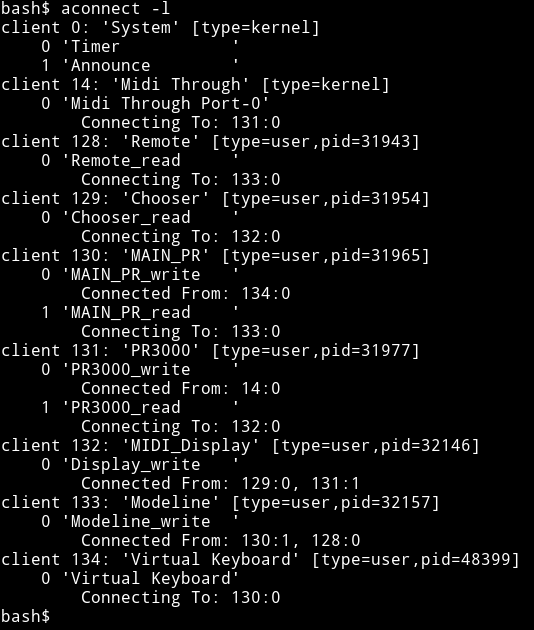 bash$ aconnect -l
client 0: 'System' [type=kernel]
    0 'Timer           '
    1 'Announce        '
client 14: 'Midi Through' [type=kernel]
    0 'Midi Through Port-0'
        Connecting To: 131:0
client 128: 'Remote' [type=user,pid=31943]
    0 'Remote_read     '
        Connecting To: 133:0
client 129: 'Chooser' [type=user,pid=31954]
    0 'Chooser_read    '
        Connecting To: 132:0
client 130: 'MAIN_PR' [type=user,pid=31965]
    0 'MAIN_PR_write   '
        Connected From: 134:0
    1 'MAIN_PR_read    '
        Connecting To: 133:0
client 131: 'PR3000' [type=user,pid=31977]
    0 'PR3000_write    '
        Connected From: 14:0
    1 'PR3000_read     '
        Connecting To: 132:0
client 132: 'MIDI_Display' [type=user,pid=32146]
    0 'Display_write   '
        Connected From: 129:0, 131:1
client 133: 'Modeline' [type=user,pid=32157]
    0 'Modeline_write  '
        Connected From: 130:1, 128:0
client 134: 'Virtual Keyboard' [type=user,pid=48399]
    0 'Virtual Keyboard'
        Connecting To: 130:0
bash$